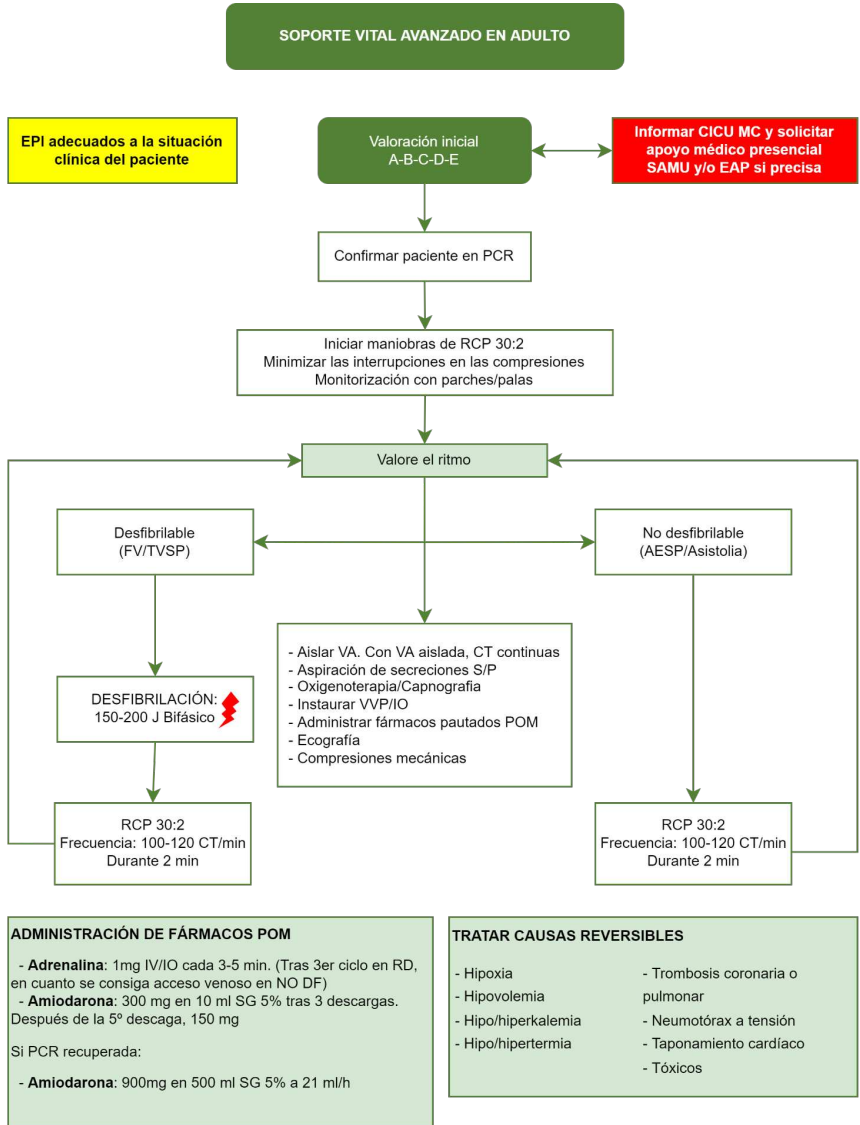 SOPORTE VITAL AVANZADO EN ADULTO
EPI adecuados a la situación
clínica del paciente
Valoración inicial
A-B-C-D-E
Informar CICU MC y solicitar
apoyo médico presencial
SAMU y/o EAP si precisa
Confirmar paciente en PCR
Iniciar maniobras de RCP 30:2
Minimizar las interrupciones en las compresiones
Monitorización con parches/palas
Valore el ritmo
Desfibrilable
(FV/TVSP)
No desfibrilable
(AESP/Asistolia)
- Aislar VA. Con VA aislada, CT continuas
- Aspiración de secreciones S/P
- Oxigenoterapia/Capnografia
- Instaurar VVP/IO
- Administrar fármacos pautados POM
- Ecografía
- Compresiones mecánicas
DESFIBRILACIÓN:
150-200 J Bifásico
RCP 30:2
Frecuencia: 100-120 CT/min
Durante 2 min
RCP 30:2
Frecuencia: 100-120 CT/min
Durante 2 min
ADMINISTRACIÓN DE FÁRMACOS POM
- Adrenalina: 1mg IV/IO cada 3-5 min. (Tras 3er ciclo en RD,
en cuanto se consiga acceso venoso en NO DF)
- Amiodarona: 300 mg en 10 ml SG 5% tras 3 descargas.
Después de la 5º descaga, 150 mg
Si PCR recuperada:
- Amiodarona: 900mg en 500 ml SG 5% a 21 ml/h
TRATAR CAUSAS REVERSIBLES
- Hipoxia
- Hipovolemia
- Hipo/hiperkalemia
- Hipo/hipertermia
- Trombosis coronaria o
pulmonar
- Neumotórax a tensión
- Taponamiento cardíaco
- Tóxicos